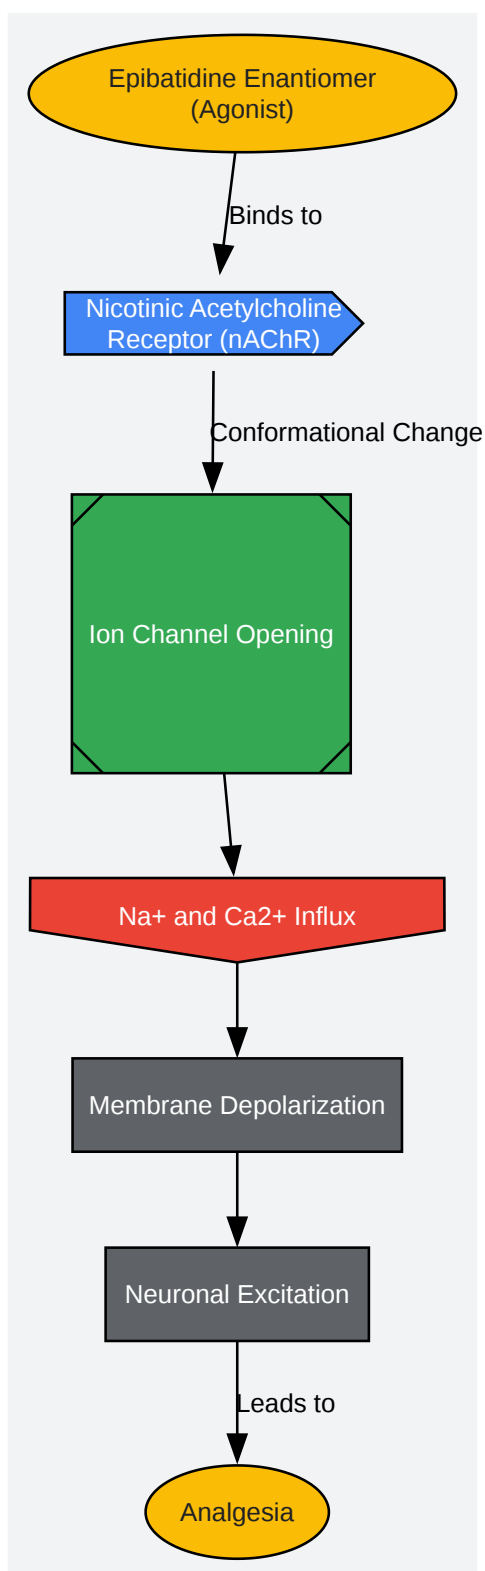 Epibatidine Enantiomer
(Agonist)
Binds to
Nicotinic Acetylcholine
Receptor (nAChR)
Conformational Change
Ion Channel Opening
Na+ and Ca2+ Influx
Membrane Depolarization
Neuronal Excitation
Leads to
Analgesia